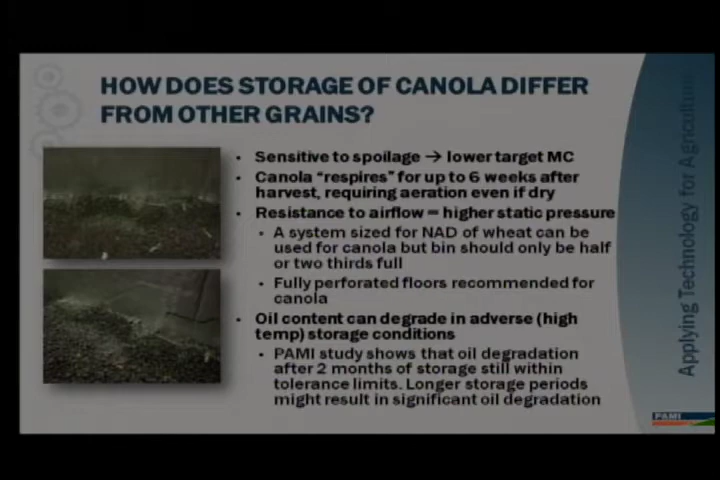 HOW DOES STORAGE OF CANOLA DIFFER
FROM OTHER GRAINS?
• Sensitive to spoilage → lower target MC
• Canola “respires” for up to 6 weeks after
harvest, requiring aeration even if dry
• Resistance to airflow = higher static pressure
• A system sized for NAD of wheat can be
used for canola but bin should only be half
or two thirds full
• Fully perforated floors recommended for
canola
• Oil content can degrade in adverse (high
temp) storage conditions
• PAMI study shows that oil degradation
after 2 months of storage still within
tolerance limits. Longer storage periods
might result in significant oil degradation
Applying Technology for Agriculture
PAMI